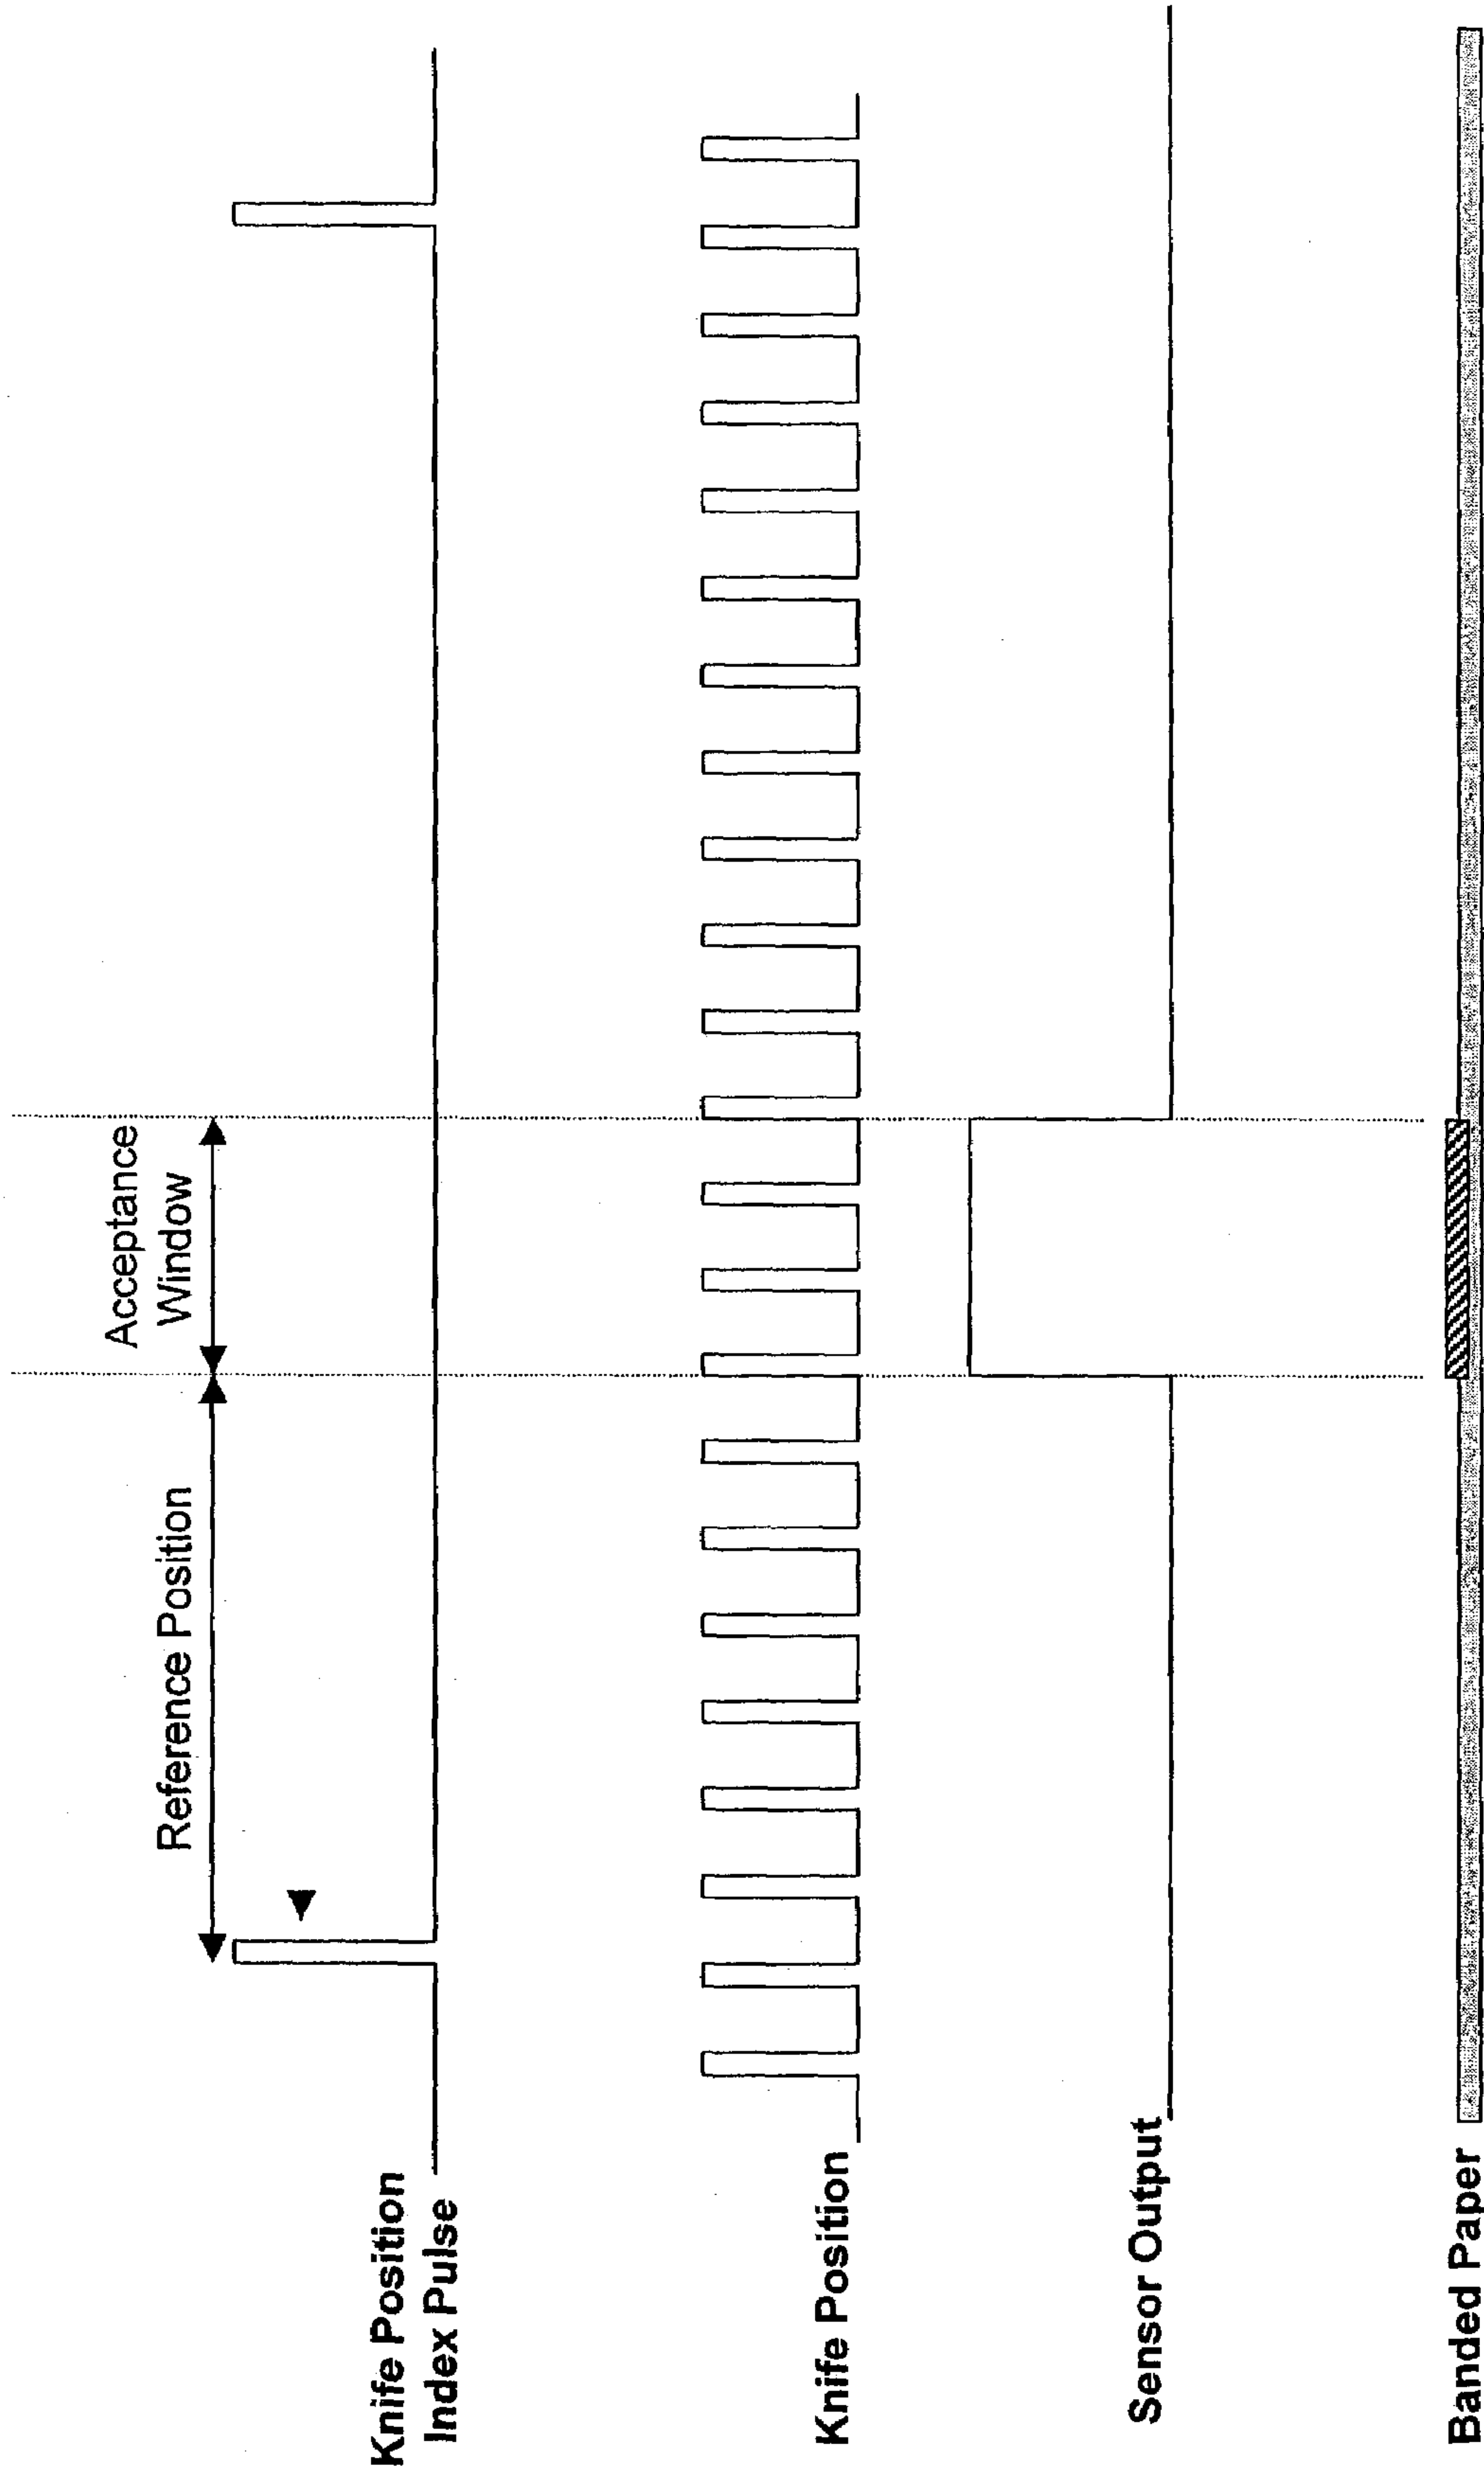 Reference Position
Acceptance
Window
Knife Position
Index Pulse
Knife Position
Sensor Output
Banded Paper